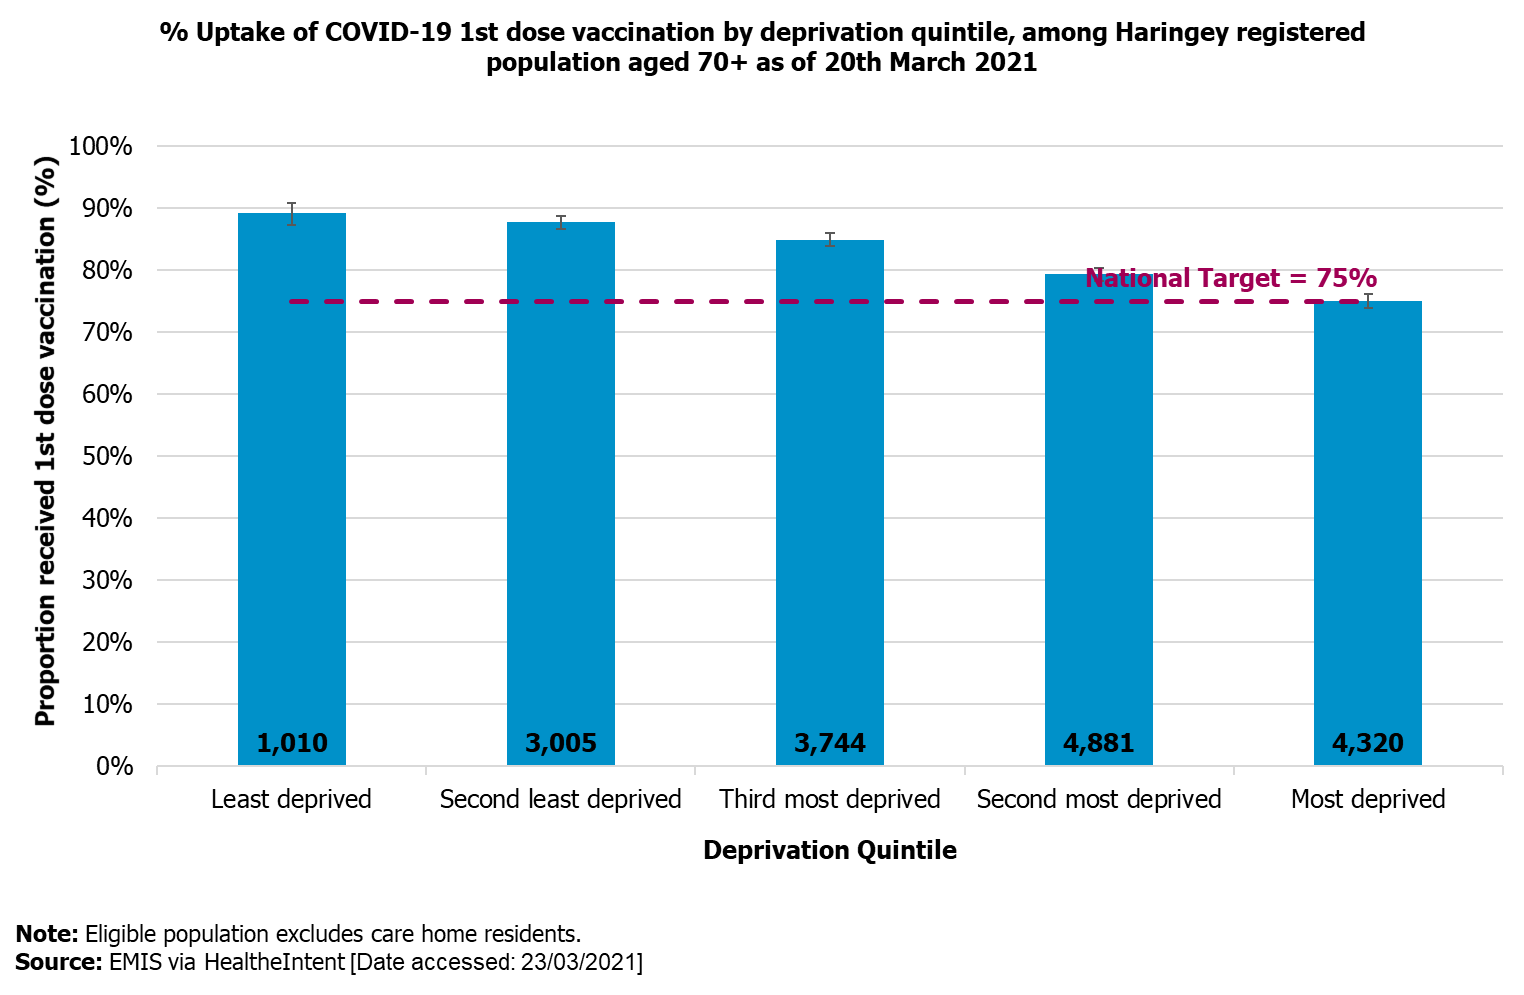 % Uptake of COVID-19 1st dose vaccination by deprivation quintile, among Haringey registered
population aged 70+ as of 20th March 2021
Proportion received 1st dose vaccination (%)
100%
90%
80%
70%
60%
50%
40%
30%
20%
10%
0%
National Target = 75%
1,010
3,005
3,744
4,881
4,320
Least deprived
Second least deprived
Third most deprived
Second most deprived
Most deprived
Deprivation Quintile
Note: Eligible population excludes care home residents.
Source: EMIS via HealtheIntent [Date accessed: 23/03/2021]